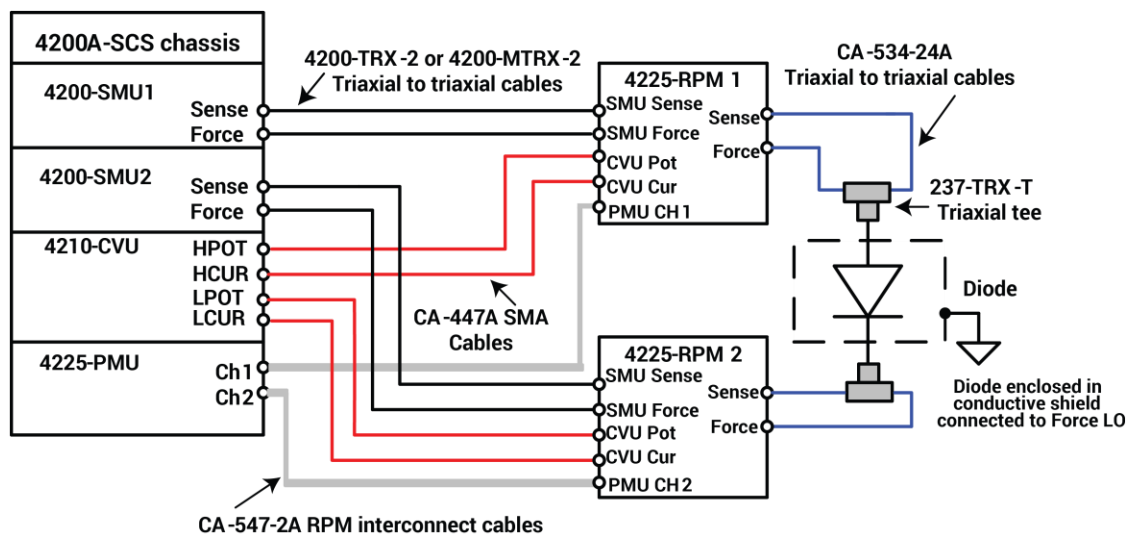 4200A-SCS chassis
4200-SMU1
Sense
Force
4200-SMU2
Sense
Force
4210-CVU
HPOT
HCUR
LPOT
LCUR
4225-PMU
Ch1
Ch2
4200-TRX-2 or 4200-MTRX-2
Triaxial to triaxial cables
CA-447A SMA
Cables
CA-547-2A RPM interconnect cables
4225-RPM 1
SMU Sense
SMU Force
CVU Pot
CVU Cur
PMU CH1
Sense
Force
4225-RPM 2
SMU Sense
SMU Force
CVU Pot
CVU Cur
PMU CH2
Sense
Force
CA-534-24A
Triaxial to triaxial cables
237-TRX-T
Triaxial tee
Diode
Diode enclosed in
conductive shield
connected to Force LO